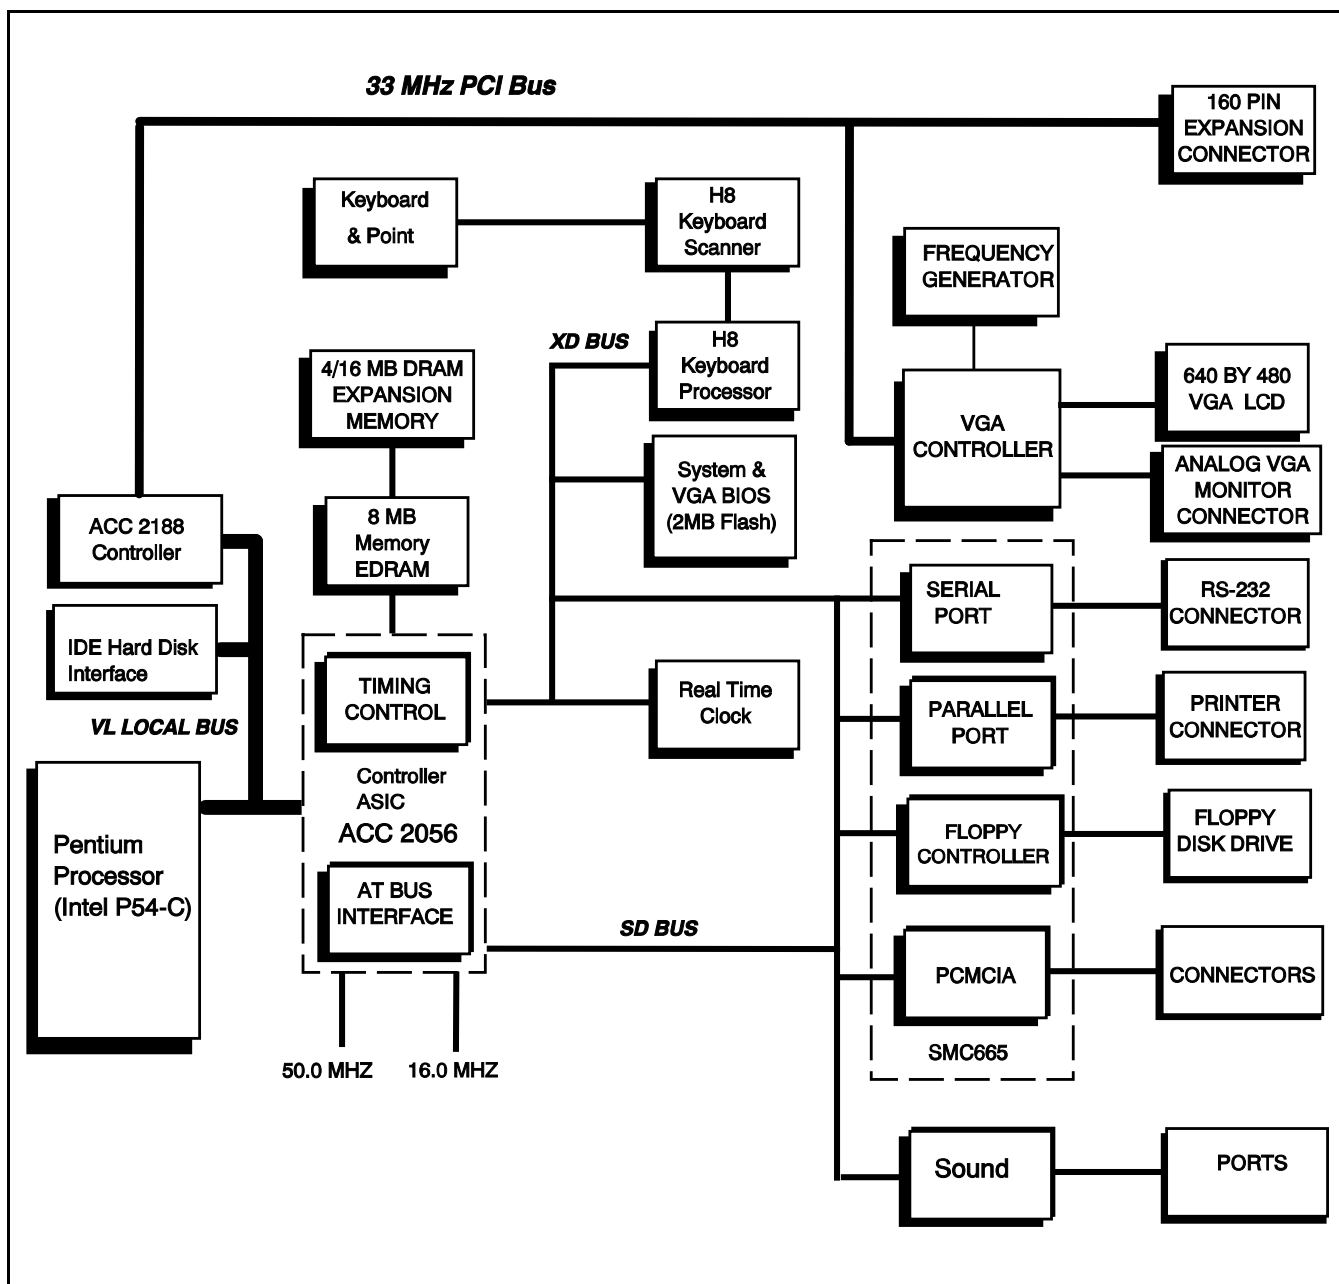 33 MHz PCI Bus
160 PIN
EXPANSION
CONNECTOR
Keyboard
& Point
H8
Keyboard
Scanner
FREQUENCY
GENERATOR
XD BUS
H8
Keyboard
Processor
4/16 MB DRAM
EXPANSION
MEMORY
VGA
CONTROLLER
640 BY 480
VGA LCD
ANALOG VGA
MONITOR
CONNECTOR
System &
VGA BIOS
(2MB Flash)
ACC 2188
Controller
8 MB
Memory
EDRAM
SERIAL
PORT
RS-232
CONNECTOR
IDE Hard Disk
Interface
TIMING
CONTROL
Real Time
Clock
PARALLEL
PORT
PRINTER
CONNECTOR
VL LOCAL BUS
Controller
ASIC
ACC 2056
Pentium
Processor
(Intel P54-C)
FLOPPY
CONTROLLER
FLOPPY
DISK DRIVE
AT BUS
INTERFACE
SD BUS
PCMCIA
CONNECTORS
SMC665
50.0 MHZ
16.0 MHZ
Sound
PORTS